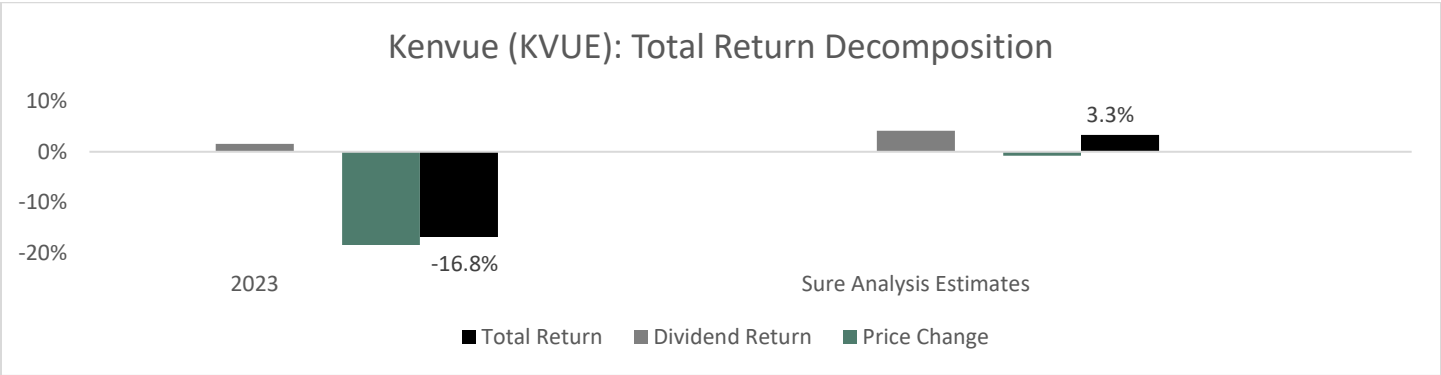 Kenvue (KVUE): Total Return Decomposition
10%
3.3%
0%
-10%
-20%
-16.8%
2023 Sure Analysis Estimates
Total Return Dividend Return Price Change